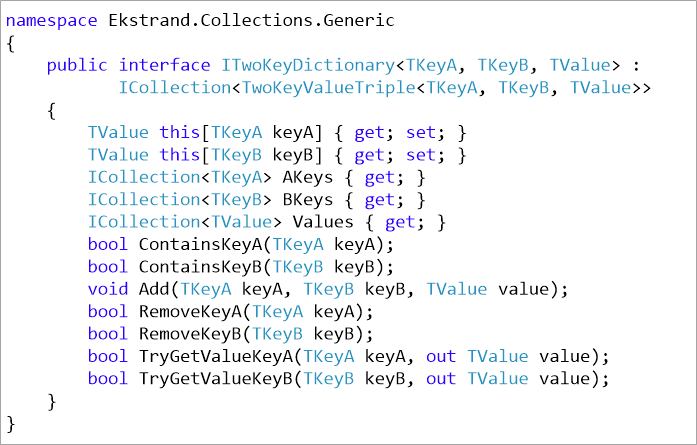 namespace Ekstrand.Collections.Generic
{
    public interface ITwoKeyDictionary<TKeyA, TKeyB, TValue> :
           ICollection<TwoKeyValueTriple<TKeyA, TKeyB, TValue>>
    {
        TValue this[TKeyA keyA] { get; set; }
        TValue this[TKeyB keyB] { get; set; }
        ICollection<TKeyA> AKeys { get; }
        ICollection<TKeyB> BKeys { get; }
        ICollection<TValue> Values { get; }
        bool ContainsKeyA(TKeyA keyA);
        bool ContainsKeyB(TKeyB keyB);
        void Add(TKeyA keyA, TKeyB keyB, TValue value);
        bool RemoveKeyA(TKeyA keyA);
        bool RemoveKeyB(TKeyB keyB);
        bool TryGetValueKeyA(TKeyA keyA, out TValue value);
        bool TryGetValueKeyB(TKeyB keyB, out TValue value);
    }
}